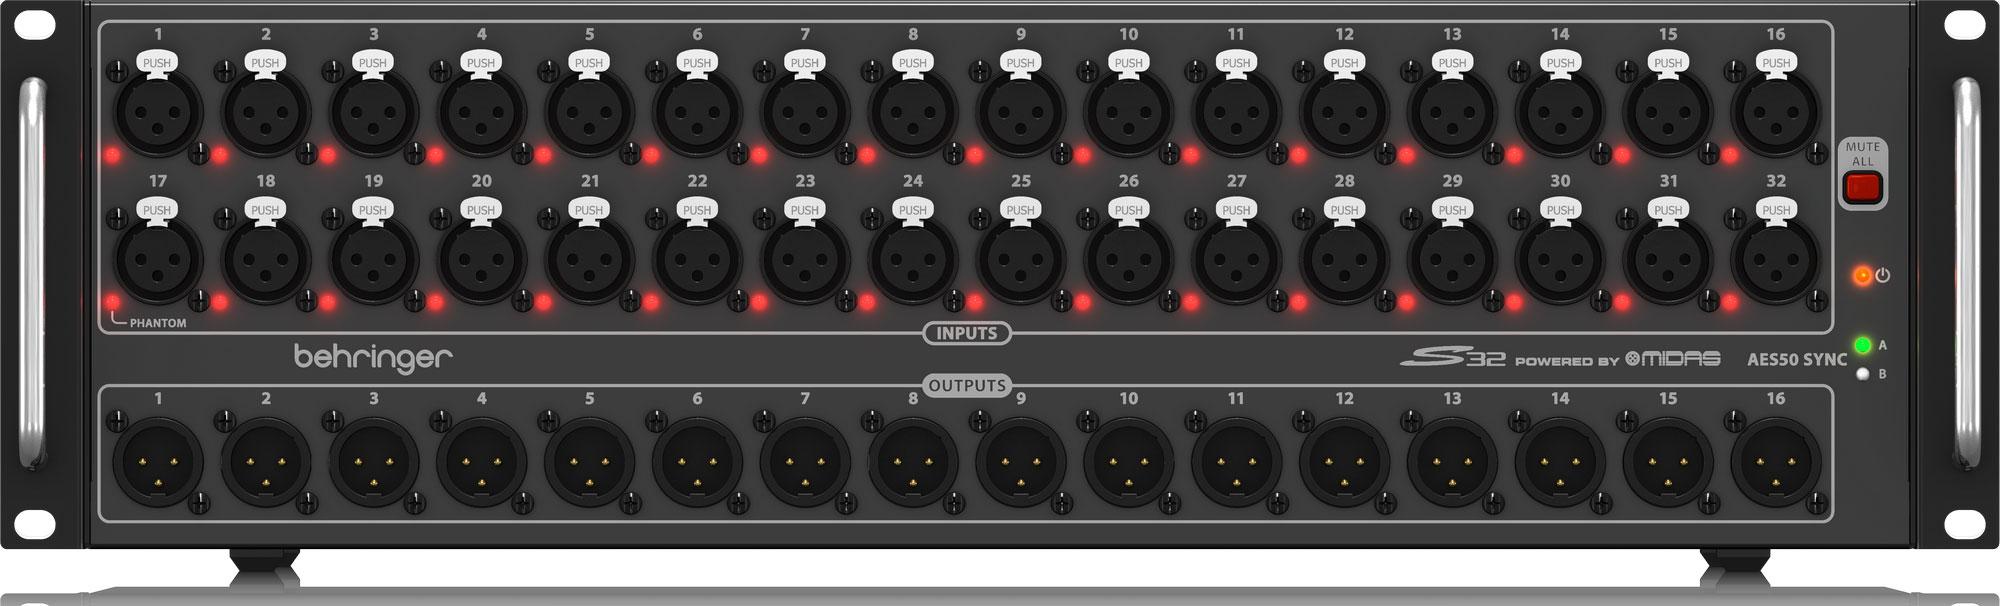 1 2 3 4 5 6 7 8 9 10 11 12 13 14 15 16
PUSH PUSH PUSH PUSH PUSH PUSH PUSH PUSH PUSH PUSH PUSH PUSH PUSH PUSH PUSH PUSH
MUTE
ALL
17 18 19 20 21 22 23 24 25 26 27 28 29 30 31 32
PUSH PUSH PUSH PUSH PUSH PUSH PUSH PUSH PUSH PUSH PUSH PUSH PUSH PUSH PUSH PUSH
PHANTOM
INPUTS
behringer
S32 POWERED BY MIDAS
AES50 SYNC A
B
OUTPUTS
1 2 3 4 5 6 7 8 9 10 11 12 13 14 15 16